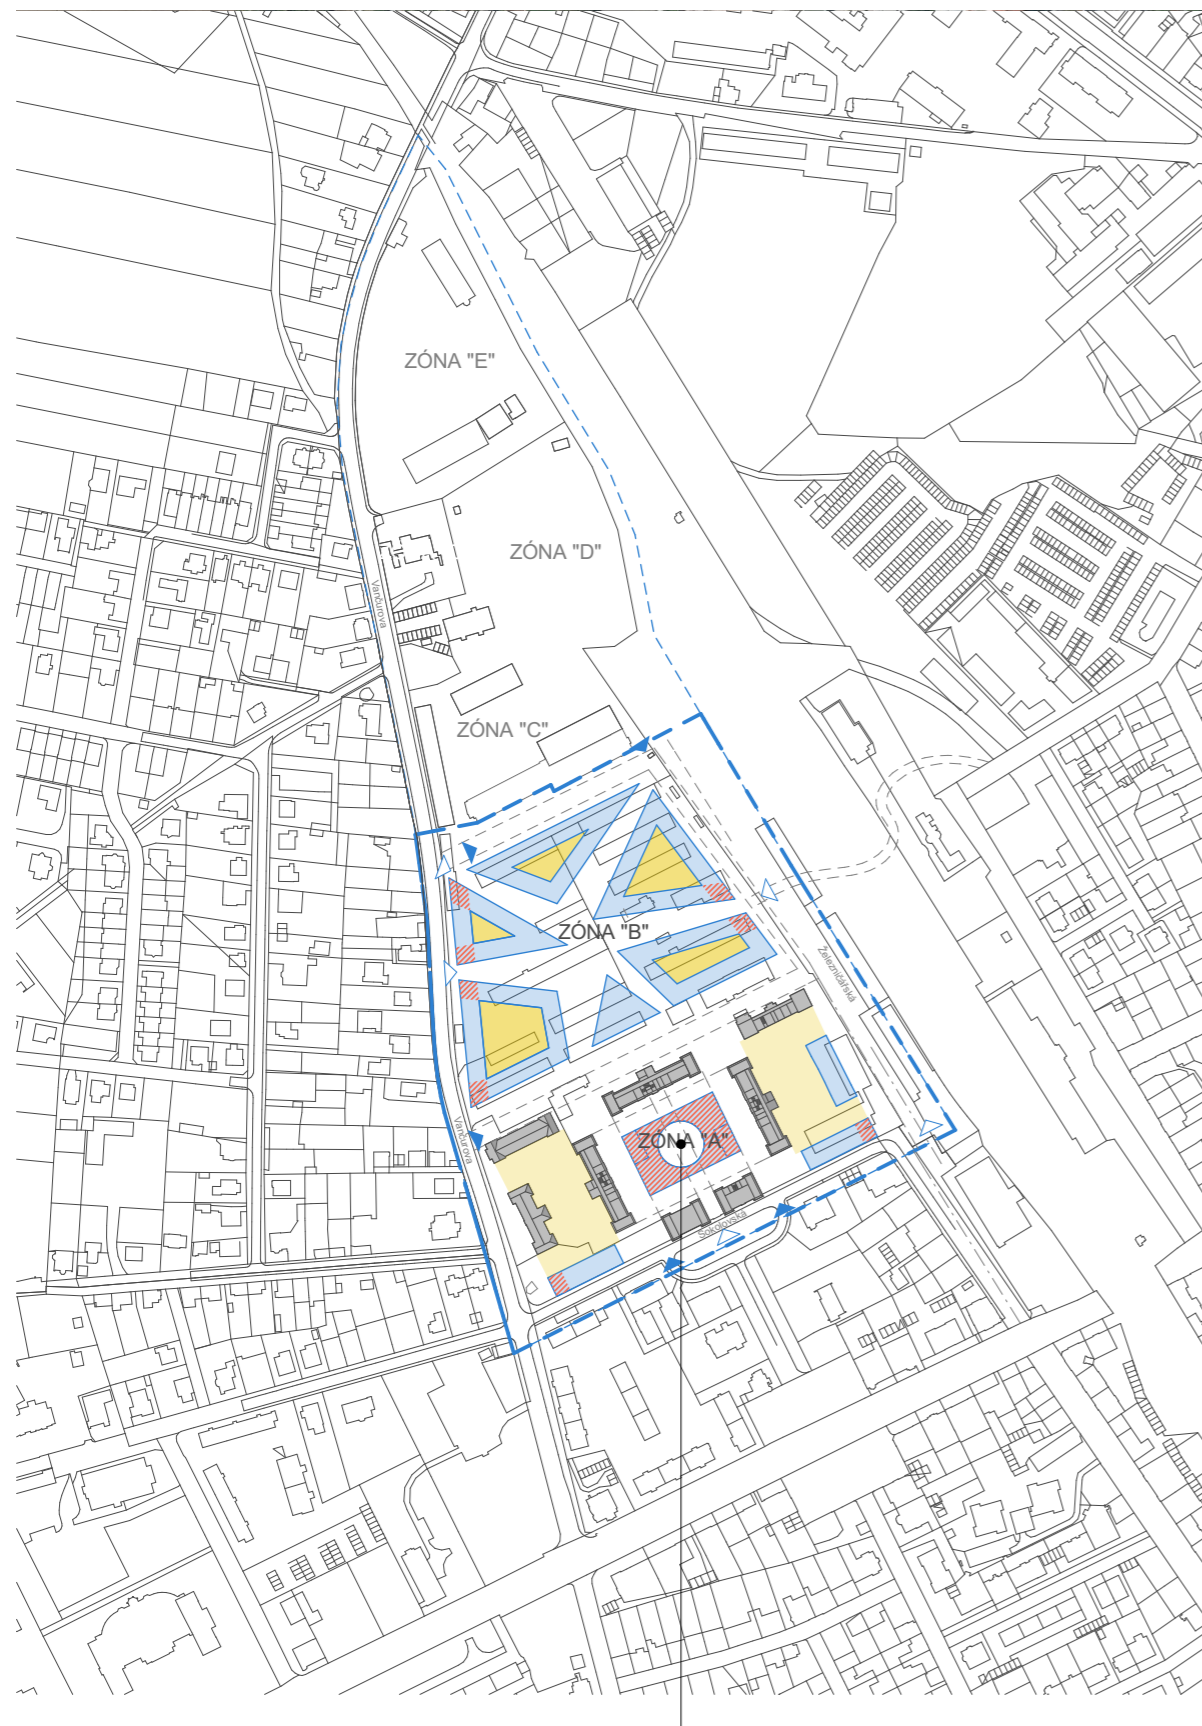 ZÓNA "E"
ZÓNA "D"
Vančurova
ZÓNA "C"
ZÓNA "B"
Železničářská
Vančurova
ZÓNA "A"
Sokolovská